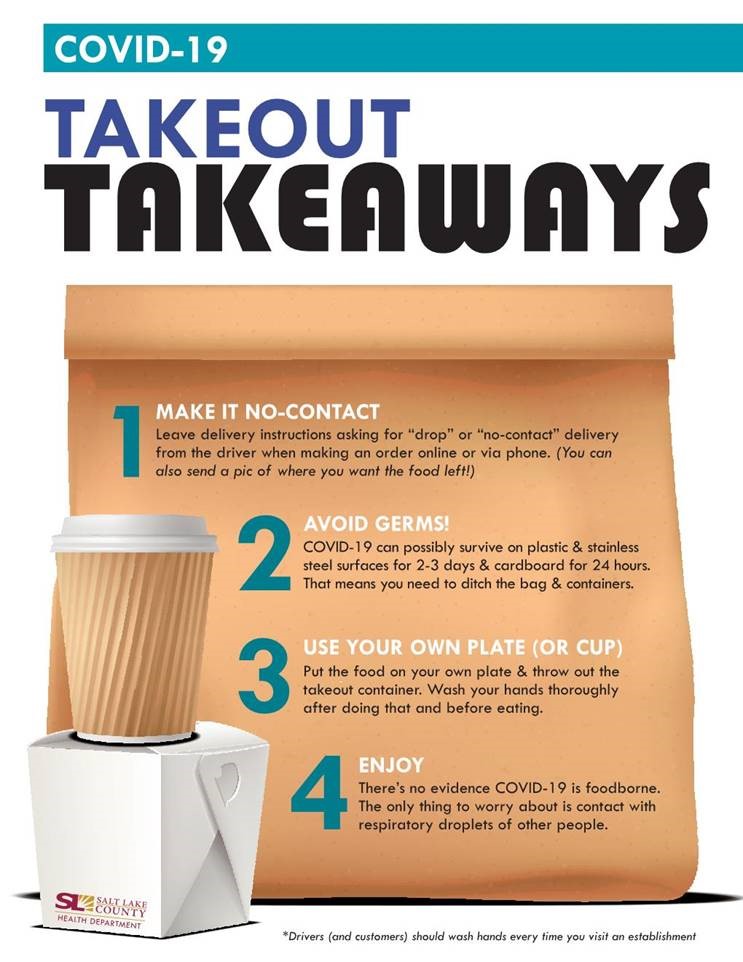 COVID-19
TAKEOUT
TAKEAWAYS
1
MAKE IT NO-CONTACT
Leave delivery instructions asking for “drop” or “no-contact” delivery
from the driver when making an order online or via phone. (You can
also send a pic of where you want the food left!)
2
AVOID GERMS!
COVID-19 can possibly survive on plastic & stainless
steel surfaces for 2-3 days & cardboard for 24 hours.
That means you need to ditch the bag & containers.
3
USE YOUR OWN PLATE (OR CUP)
Put the food on your own plate & throw out the
takeout container. Wash your hands thoroughly
after doing that and before eating.
4
ENJOY
There’s no evidence COVID-19 is foodborne.
The only thing to worry about is contact with
respiratory droplets of other people.
SL SALT LAKE
COUNTY
HEALTH DEPARTMENT
*Drivers (and customers) should wash hands every time you visit an establishment